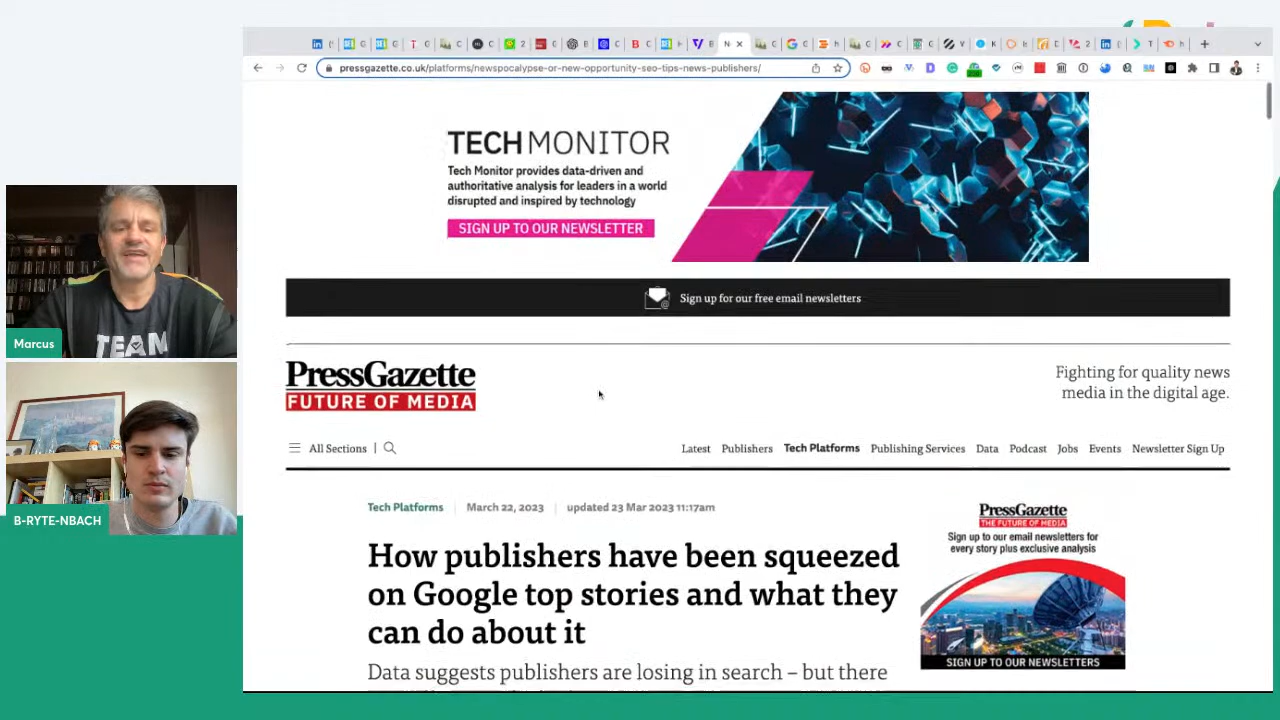 pressgazette.co.uk/platforms/newspocalypse-or-new-opportunity-seo-tips-news-publishers/
TECH MONITOR
Tech Monitor provides data-driven and
authoritative analysis for leaders in a world
disrupted and inspired by technology
SIGN UP TO OUR NEWSLETTER
Sign up for our free email newsletters
PressGazette
FUTURE OF MEDIA
Fighting for quality news
media in the digital age.
All Sections
Latest Publishers Tech Platforms Publishing Services Data Podcast Jobs Events Newsletter Sign Up
Tech Platforms March 22, 2023 updated 23 Mar 2023 11:17am
How publishers have been squeezed
on Google top stories and what they
can do about it
Data suggests publishers are losing in search – but there
PressGazette
THE FUTURE OF MEDIA
Sign up to our email newsletters for
every story plus exclusive analysis
SIGN UP TO OUR NEWSLETTERS
TEAM
Marcus
B-RYTE-NBACH